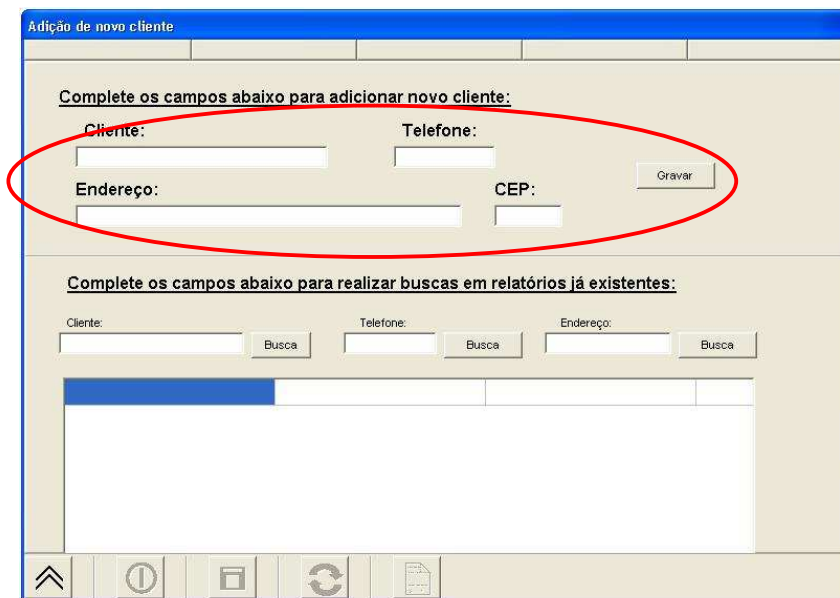 Adição de novo cliente
Complete os campos abaixo para adicionar novo cliente:
Cliente: Telefone:
Gravar
Endereço: CEP:
Complete os campos abaixo para realizar buscas em relatórios já existentes:
Cliente: Telefone: Endereço:
Busca Busca Busca